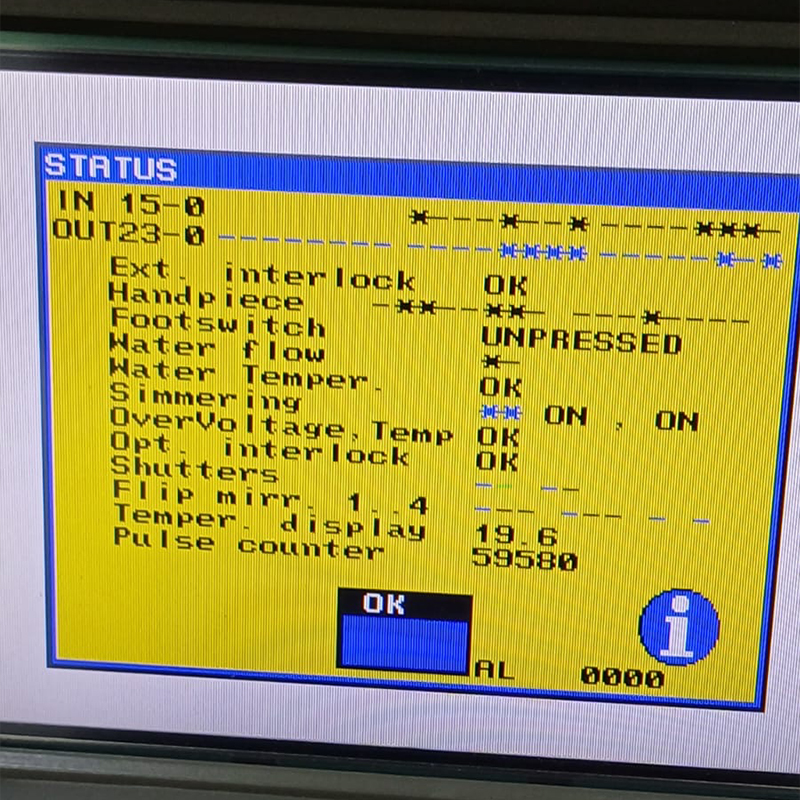 STATUS
IN 15-0 *---*--*-----***-
OUT23-0 -------- ----****-----*-*
Ext. interlock OK
Handpiece -**--**- ---*----
Footswitch UNPRESSED
Water flow *-
Water Temper. OK
Simmering ** ON , ON
OverVoltage,Temp OK
Opt. interlock OK
Shutters -- --
Flip mirr. 1..4 --- --- - -
Temper. display 19.6
Pulse counter 59580
OK
i
AL 0000